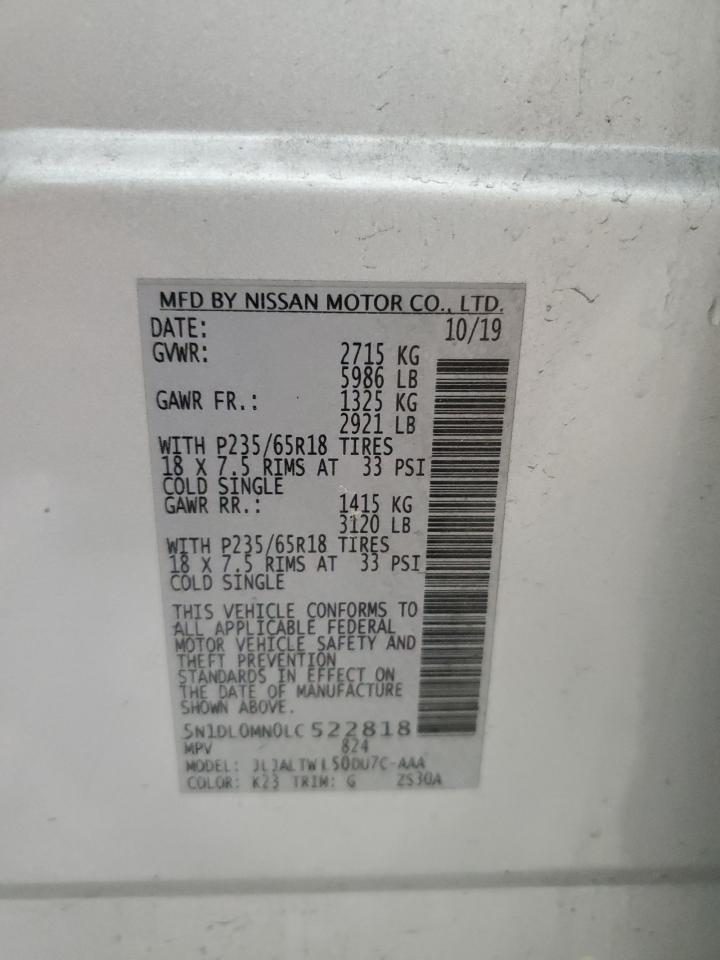 MFD BY NISSAN MOTOR CO., LTD.
DATE: 10/19
GVWR: 2715 KG
5986 LB
GAWR FR.: 1325 KG
2921 LB
WITH P235/65R18 TIRES
18 X 7.5 RIMS AT 33 PSI
COLD SINGLE
GAWR RR.: 1415 KG
3120 LB
WITH P235/65R18 TIRES
18 X 7.5 RIMS AT 33 PSI
COLD SINGLE
THIS VEHICLE CONFORMS TO
ALL APPLICABLE FEDERAL
MOTOR VEHICLE SAFETY AND
THEFT PREVENTION
STANDARDS IN EFFECT ON
THE DATE OF MANUFACTURE
SHOWN ABOVE.
5N1DL0MN0LC522818
MPV 824
MODEL:
COLOR: K23 TRIM: G 2S30A